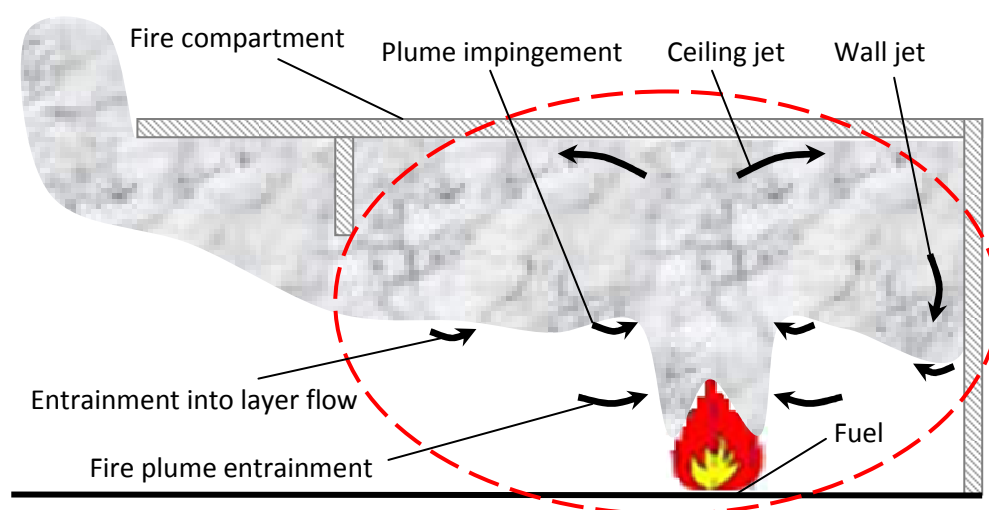 Fire compartment
Plume impingement
Ceiling jet
Wall jet
Entrainment into layer flow
Fuel
Fire plume entrainment